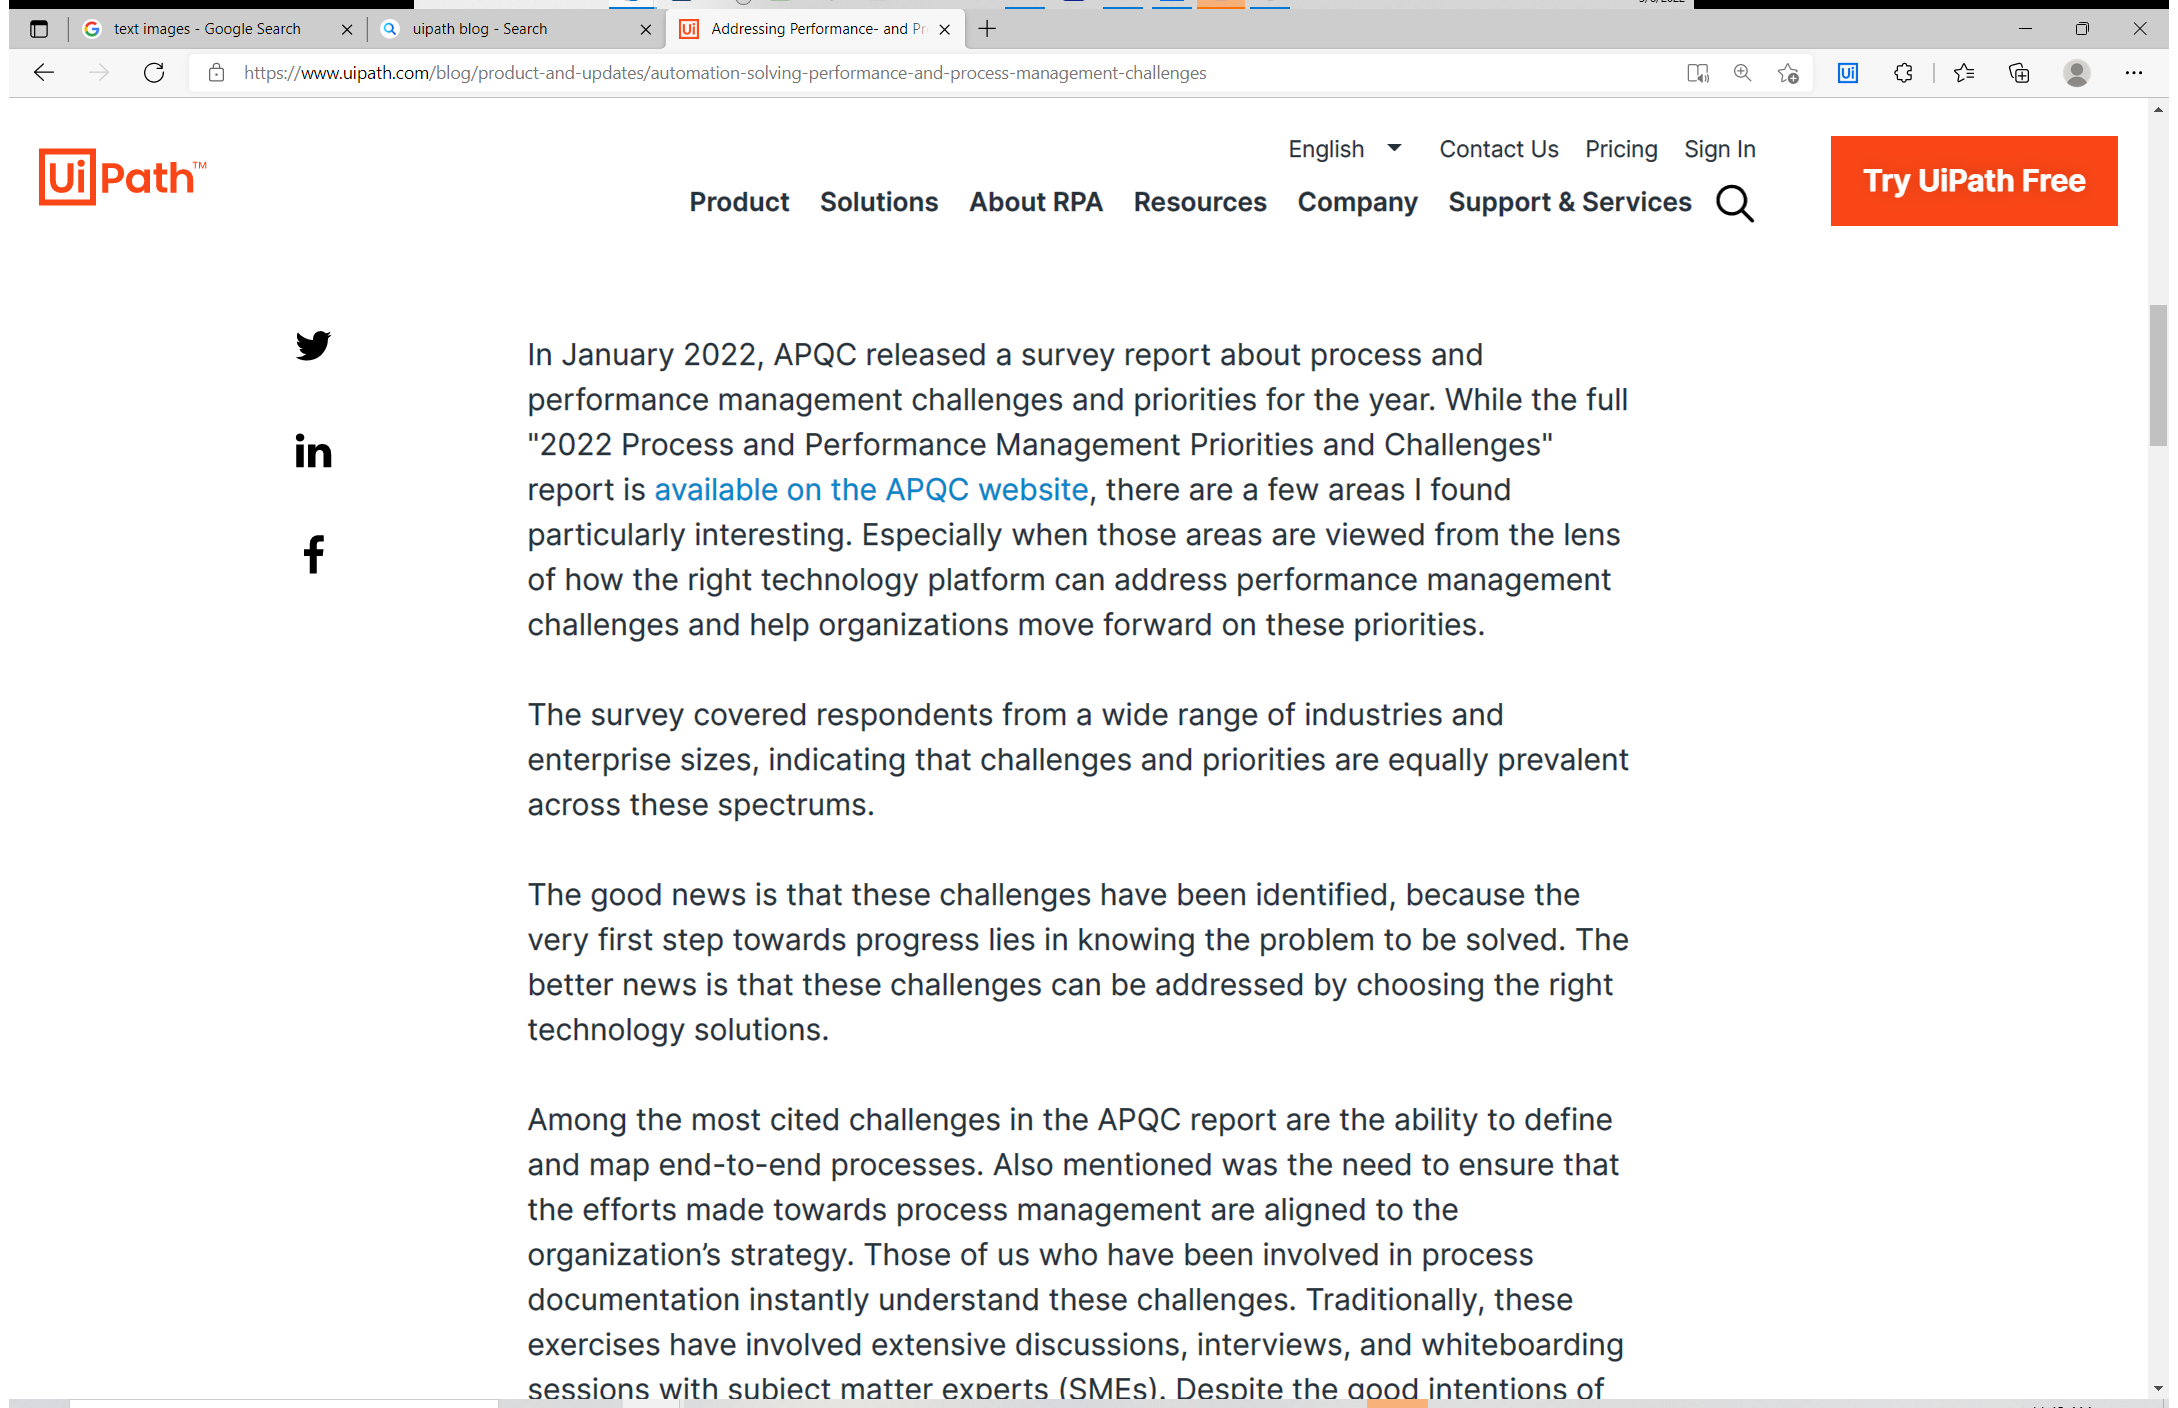 text images - Google Search
uipath blog - Search
Addressing Performance- and Pr
https://www.uipath.com/blog/product-and-updates/automation-solving-performance-and-process-management-challenges
English
Contact Us
Pricing
Sign In
Ui Path™
Product
Solutions
About RPA
Resources
Company
Support & Services
Try UiPath Free
In January 2022, APQC released a survey report about process and
performance management challenges and priorities for the year. While the full
"2022 Process and Performance Management Priorities and Challenges"
report is available on the APQC website, there are a few areas I found
particularly interesting. Especially when those areas are viewed from the lens
of how the right technology platform can address performance management
challenges and help organizations move forward on these priorities.
The survey covered respondents from a wide range of industries and
enterprise sizes, indicating that challenges and priorities are equally prevalent
across these spectrums.
The good news is that these challenges have been identified, because the
very first step towards progress lies in knowing the problem to be solved. The
better news is that these challenges can be addressed by choosing the right
technology solutions.
Among the most cited challenges in the APQC report are the ability to define
and map end-to-end processes. Also mentioned was the need to ensure that
the efforts made towards process management are aligned to the
organization’s strategy. Those of us who have been involved in process
documentation instantly understand these challenges. Traditionally, these
exercises have involved extensive discussions, interviews, and whiteboarding
sessions with subject matter experts (SMEs). Despite the good intentions of